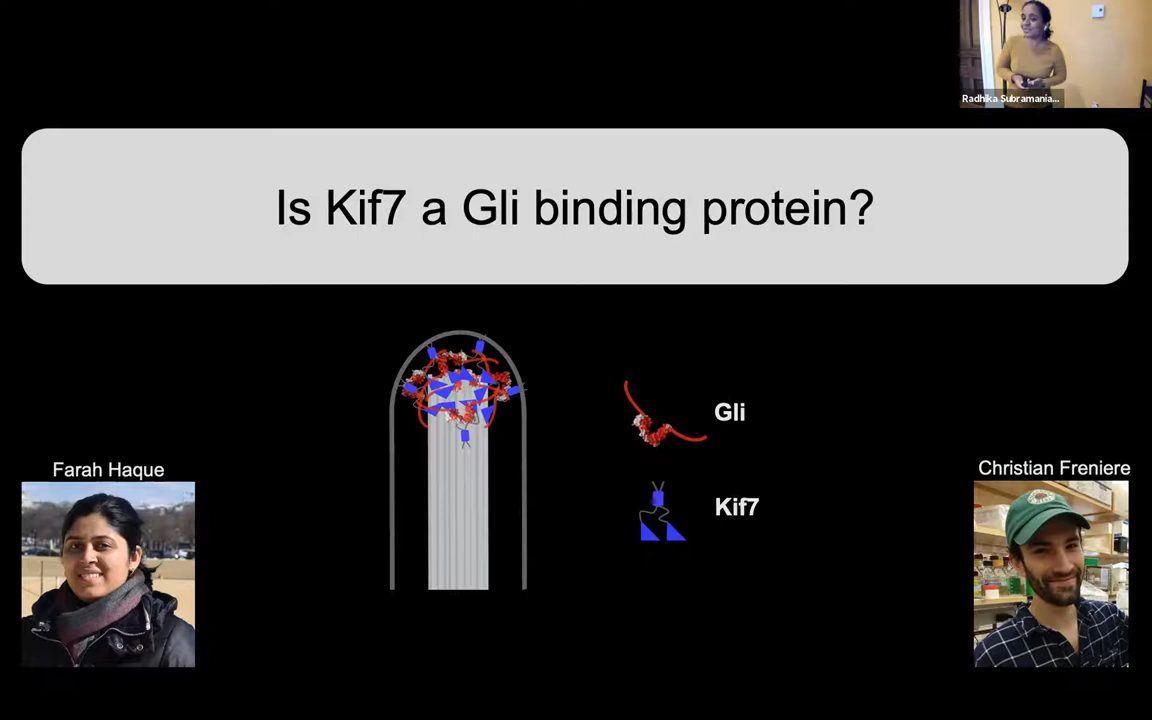 Radhika Subramania...
Is Kif7 a Gli binding protein?
Gli
Farah Haque
Christian Freniere
Kif7